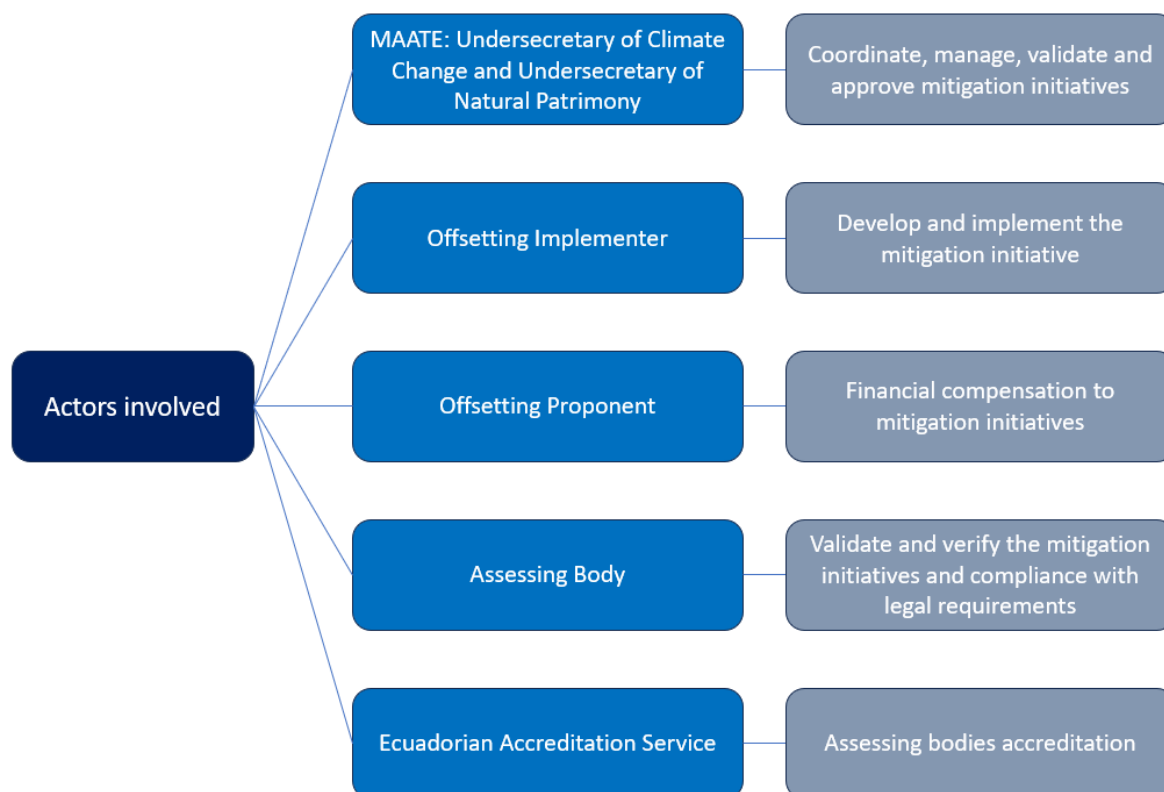 MAATE: Undersecretary of Climate
Change and Undersecretary of
Natural Patrimony
Coordinate, manage, validate and
approve mitigation initiatives
Offsetting Implementer
Develop and implement the
mitigation initiative
Actors involved
Offsetting Proponent
Financial compensation to
mitigation initiatives
Assessing Body
Validate and verify the mitigation
initiatives and compliance with
legal requirements
Ecuadorian Accreditation Service
Assessing bodies accreditation